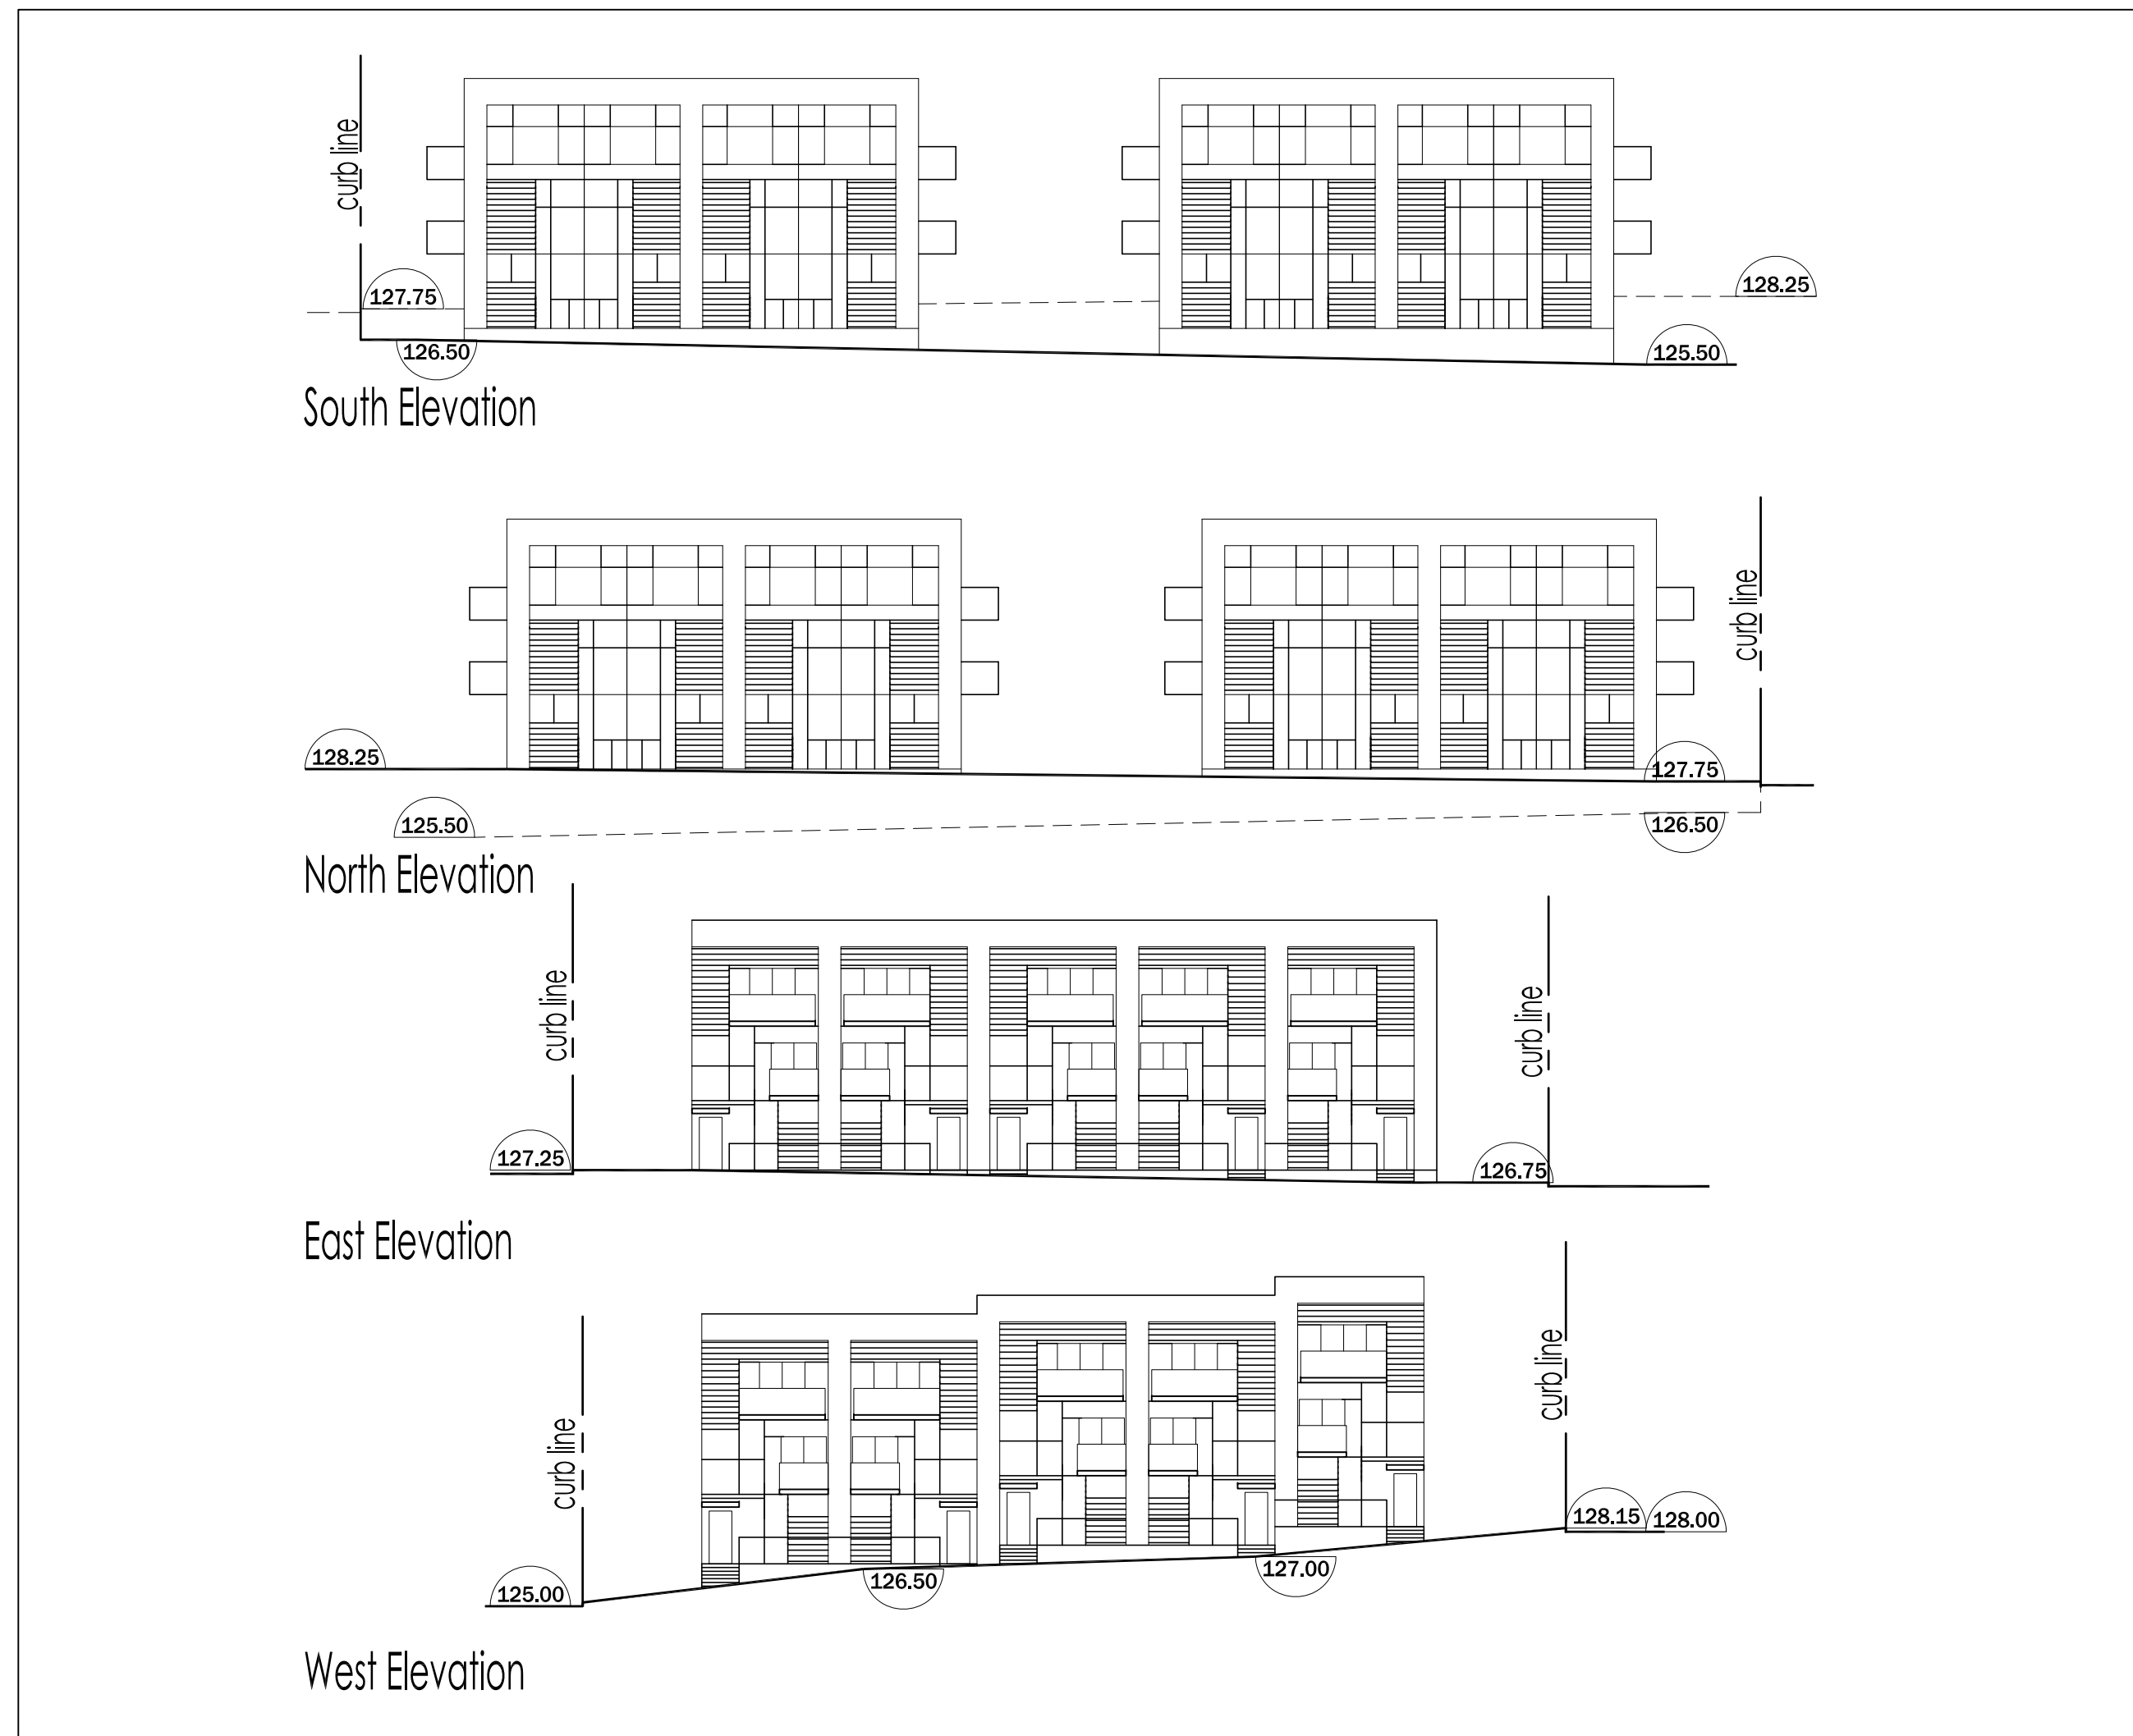 curb line
127.75
128.25
126.50
125.50
South Elevation
curb line
128.25
127.75
125.50
126.50
North Elevation
curb line
curb line
127.25
126.75
East Elevation
curb line
curb line
128.15
128.00
125.00
126.50
127.00
West Elevation